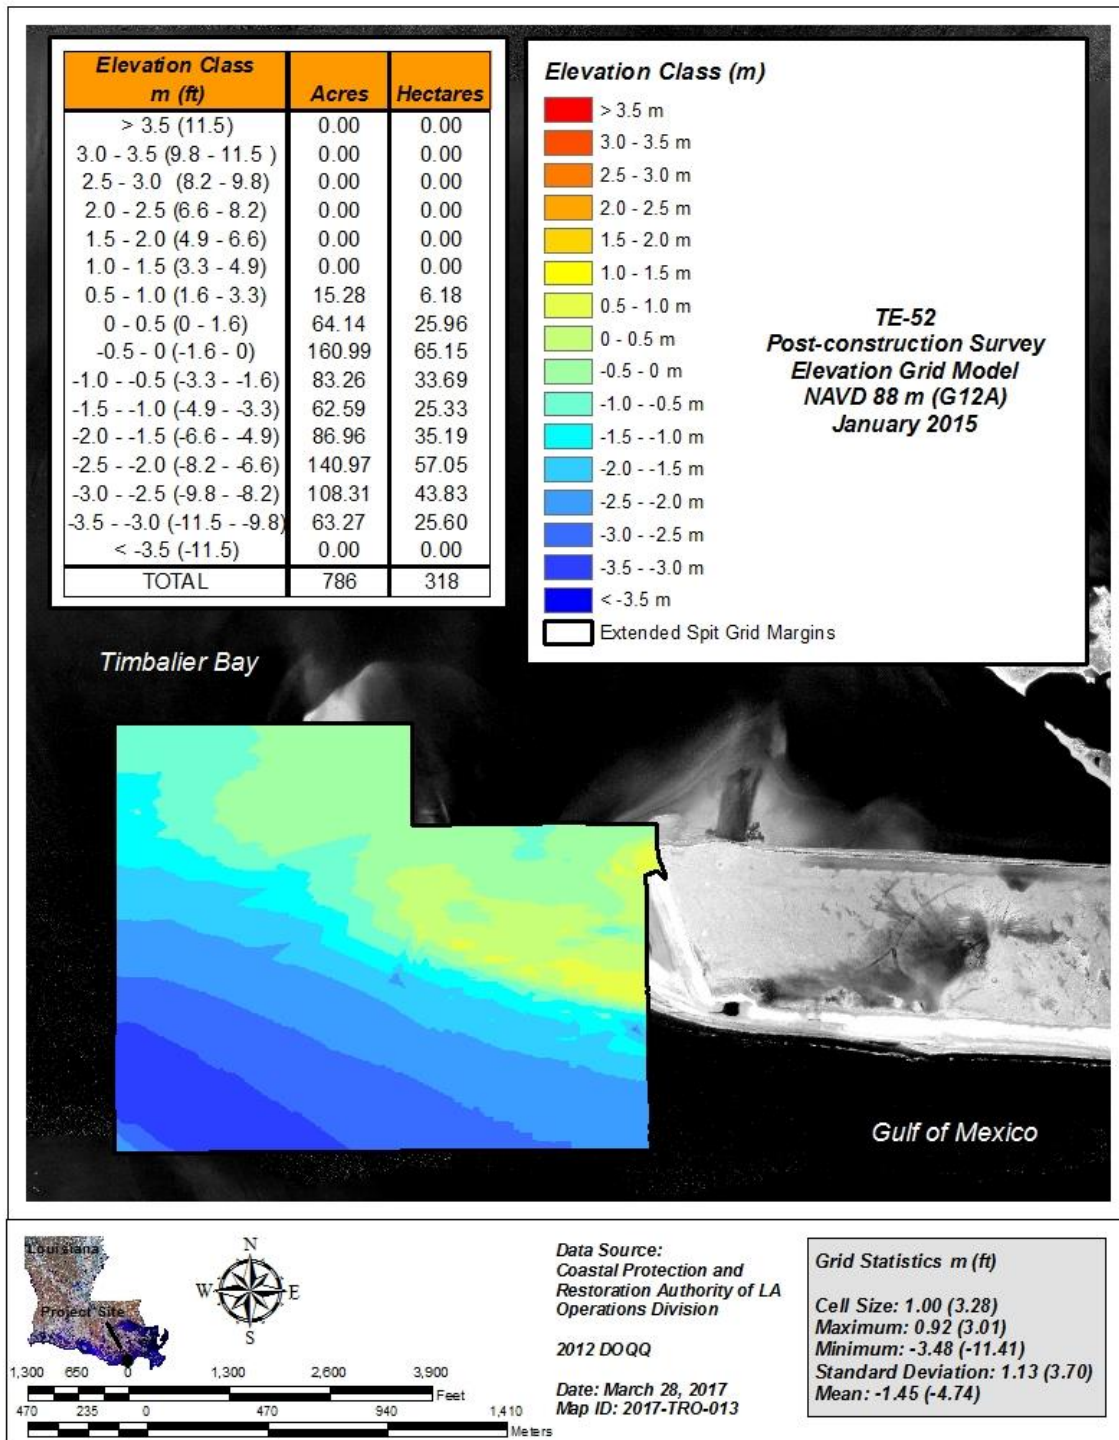 Elevation Class m (ft) Acres Hectares
> 3.5 (11.5) 0.00 0.00
3.0 - 3.5 (9.8 - 11.5 ) 0.00 0.00
2.5 - 3.0 (8.2 - 9.8) 0.00 0.00
2.0 - 2.5 (6.6 - 8.2) 0.00 0.00
1.5 - 2.0 (4.9 - 6.6) 0.00 0.00
1.0 - 1.5 (3.3 - 4.9) 0.00 0.00
0.5 - 1.0 (1.6 - 3.3) 15.28 6.18
0 - 0.5 (0 - 1.6) 64.14 25.96
-0.5 - 0 (-1.6 - 0) 160.99 65.15
-1.0 - -0.5 (-3.3 - -1.6) 83.26 33.69
-1.5 - -1.0 (-4.9 - -3.3) 62.59 25.33
-2.0 - -1.5 (-6.6 - -4.9) 86.96 35.19
-2.5 - -2.0 (-8.2 - -6.6) 140.97 57.05
-3.0 - -2.5 (-9.8 - -8.2) 108.31 43.83
-3.5 - -3.0 (-11.5 - -9.8) 63.27 25.60
< -3.5 (-11.5) 0.00 0.00
TOTAL 786 318
Elevation Class (m)
> 3.5 m
3.0 - 3.5 m
2.5 - 3.0 m
2.0 - 2.5 m
1.5 - 2.0 m
1.0 - 1.5 m
0.5 - 1.0 m
0 - 0.5 m
-0.5 - 0 m
-1.0 - -0.5 m
-1.5 - -1.0 m
-2.0 - -1.5 m
-2.5 - -2.0 m
-3.0 - -2.5 m
-3.5 - -3.0 m
< -3.5 m
Extended Spit Grid Margins
TE-52
Post-construction Survey
Elevation Grid Model
NAVD 88 m (G12A)
January 2015
Timbalier Bay
Gulf of Mexico
Louisiana
Project Site
N
W E
S
1,300 650 0 1,300 2,600 3,900
Feet
470 235 0 470 940 1,410
Meters
Data Source:
Coastal Protection and
Restoration Authority of LA
Operations Division
2012 DOQQ
Date: March 28, 2017
Map ID: 2017-TRO-013
Grid Statistics m (ft)
Cell Size: 1.00 (3.28)
Maximum: 0.92 (3.01)
Minimum: -3.48 (-11.41)
Standard Deviation: 1.13 (3.70)
Mean: -1.45 (-4.74)